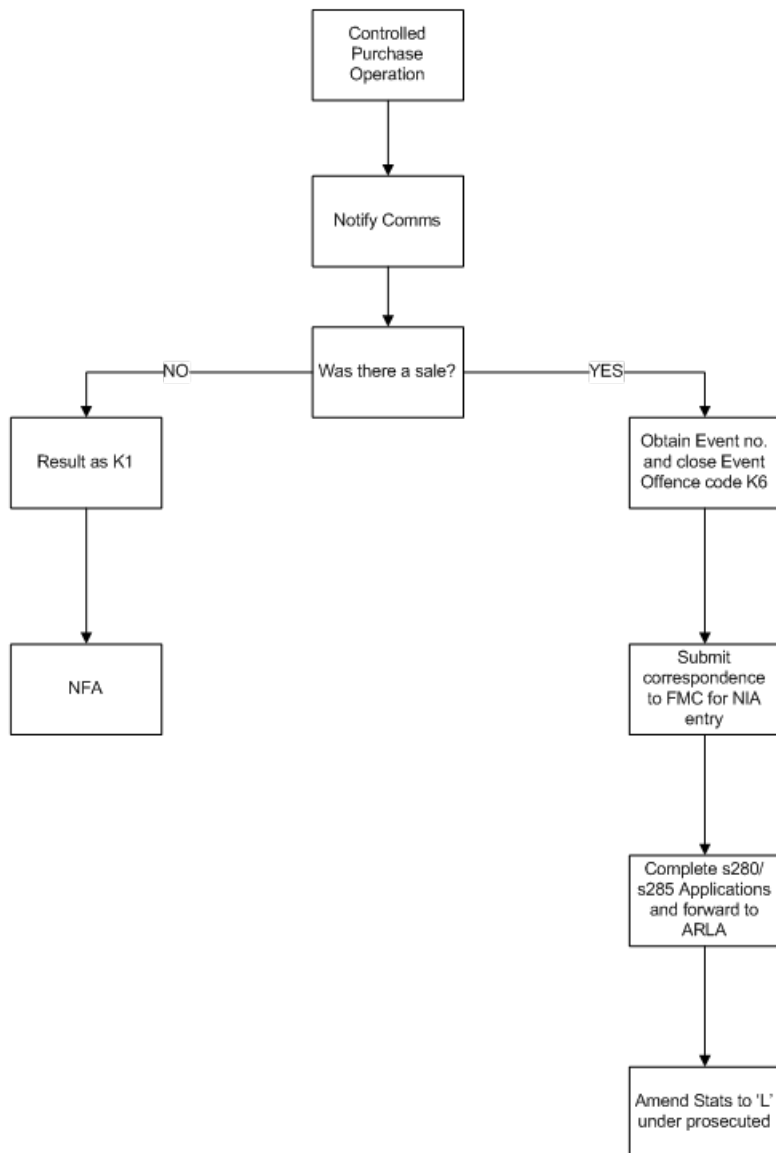 Controlled
Purchase
Operation
Notify Comms
Was there a sale?
NO
YES
Result as K1
Obtain Event no.
and close Event
Offence code K6
NFA
Submit
correspondence
to FMC for NIA
entry
Complete s280/
s285 Applications
and forward to
ARLA
Amend Stats to 'L'
under prosecuted